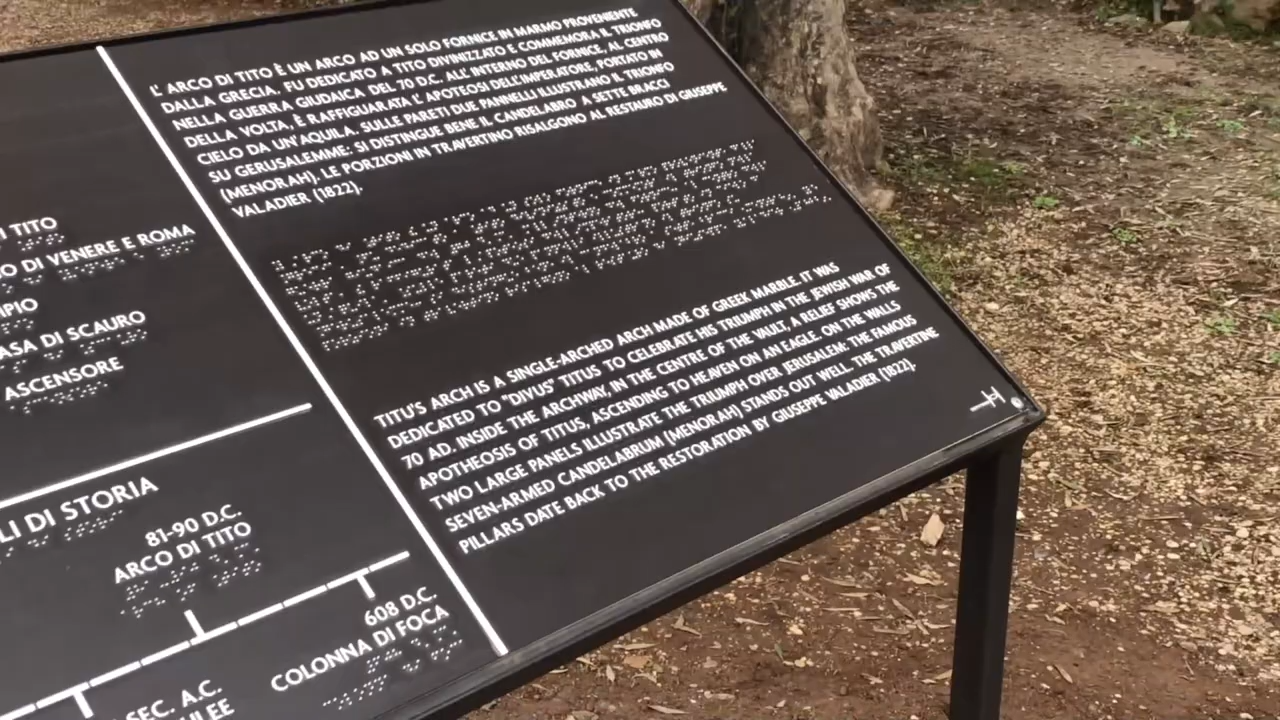 L' ARCO DI TITO È UN ARCO AD UN SOLO FORNICE IN MARMO PROVENIENTE
DALLA GRECIA. FU DEDICATO A TITO DIVINIZZATO E COMMEMORA IL TRIONFO
NELLA GUERRA GIUDAICA DEL 70 D.C. ALL' INTERNO DEL FORNICE, AL CENTRO
DELLA VOLTA, È RAFFIGUARATA L' APOTEOSI DELL'IMPERATORE, PORTATO IN
CIELO DA UN'AQUILA. SULLE PARETI DUE PANNELLI ILLUSTRANO IL TRIONFO
SU GERUSALEMME: SI DISTINGUE BENE IL CANDELABRO A SETTE BRACCI
(MENORAH). LE PORZIONI IN TRAVERTINO RISALGONO AL RESTAURO DI GIUSEPPE
VALADIER (1822).
TITU'S ARCH IS A SINGLE-ARCHED ARCH MADE OF GREEK MARBLE. IT WAS
DEDICATED TO "DIVUS" TITUS TO CELEBRATE HIS TRIUMPH IN THE JEWISH WAR OF
70 AD. INSIDE THE ARCHWAY, IN THE CENTRE OF THE VAULT, A RELIEF SHOWS THE
APOTHEOSIS OF TITUS, ASCENDING TO HEAVEN ON AN EAGLE. ON THE WALLS
TWO LARGE PANELS ILLUSTRATE THE TRIUMPH OVER JERUSALEM: THE FAMOUS
SEVEN-ARMED CANDELABRUM (MENORAH) STANDS OUT WELL. THE TRAVERTINE
PILLARS DATE BACK TO THE RESTORATION BY GIUSEPPE VALADIER (1822).
TITO
DI VENERE E ROMA
SCAURO
ASCENSORE
DI STORIA
81-90 D.C.
ARCO DI TITO
608 D.C.
COLONNA DI FOCA
SEC. A.C.